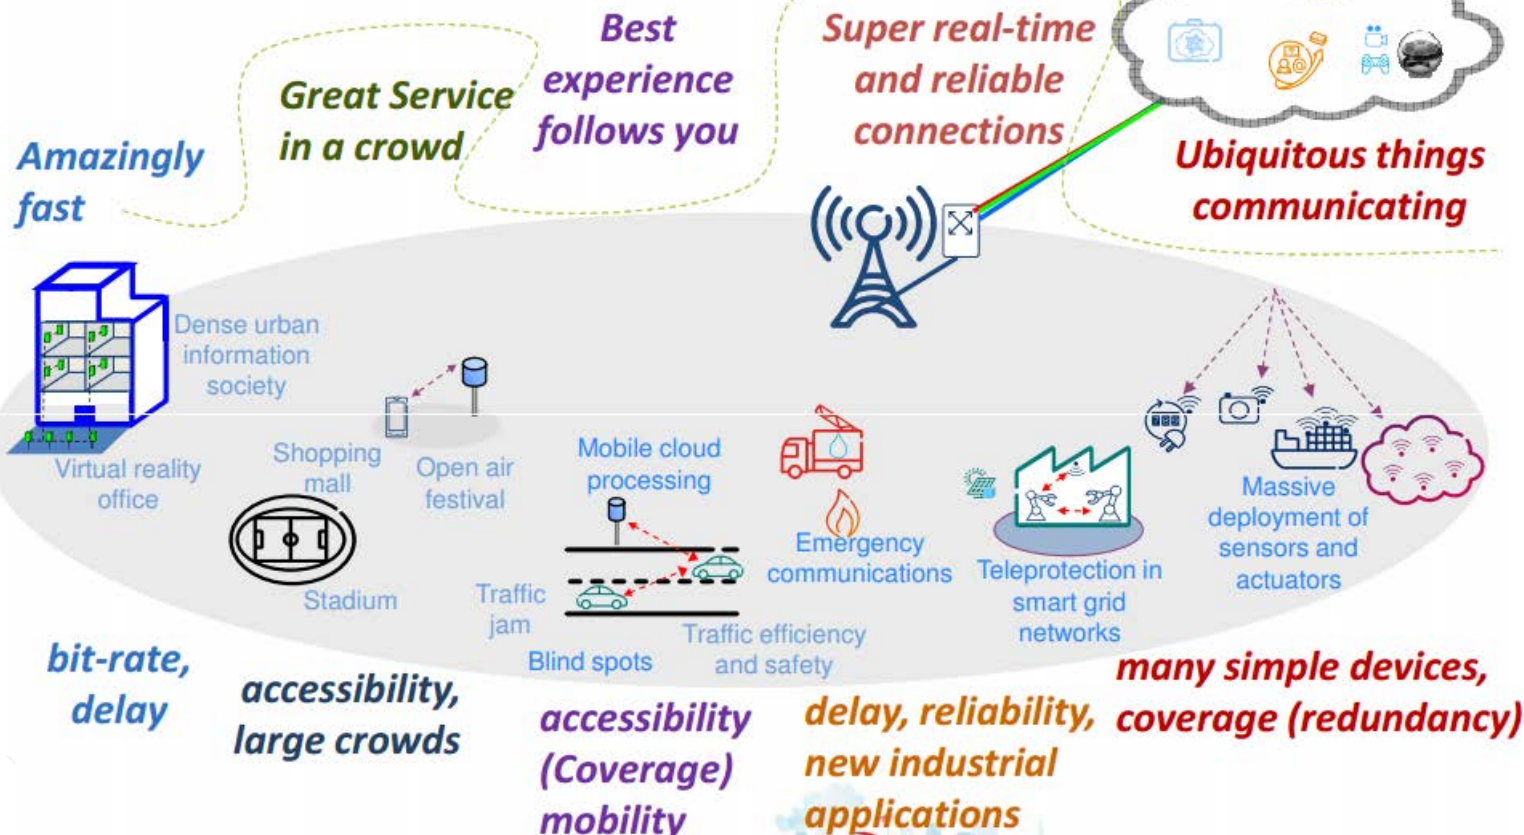 Amazingly
fast
Great Service
in a crowd
Best
experience
follows you
Super real-time
and reliable
connections
Ubiquitous things
communicating
Dense urban
information
society
Virtual reality
office
Shopping
mall
Open air
festival
Stadium
Mobile cloud
processing
Traffic
jam
Blind spots
Traffic efficiency
and safety
Emergency
communications
Teleprotection in
smart grid
networks
Massive
deployment of
sensors and
actuators
bit-rate,
delay
accessibility,
large crowds
accessibility
(Coverage)
mobility
delay, reliability,
new industrial
applications
many simple devices,
coverage (redundancy)